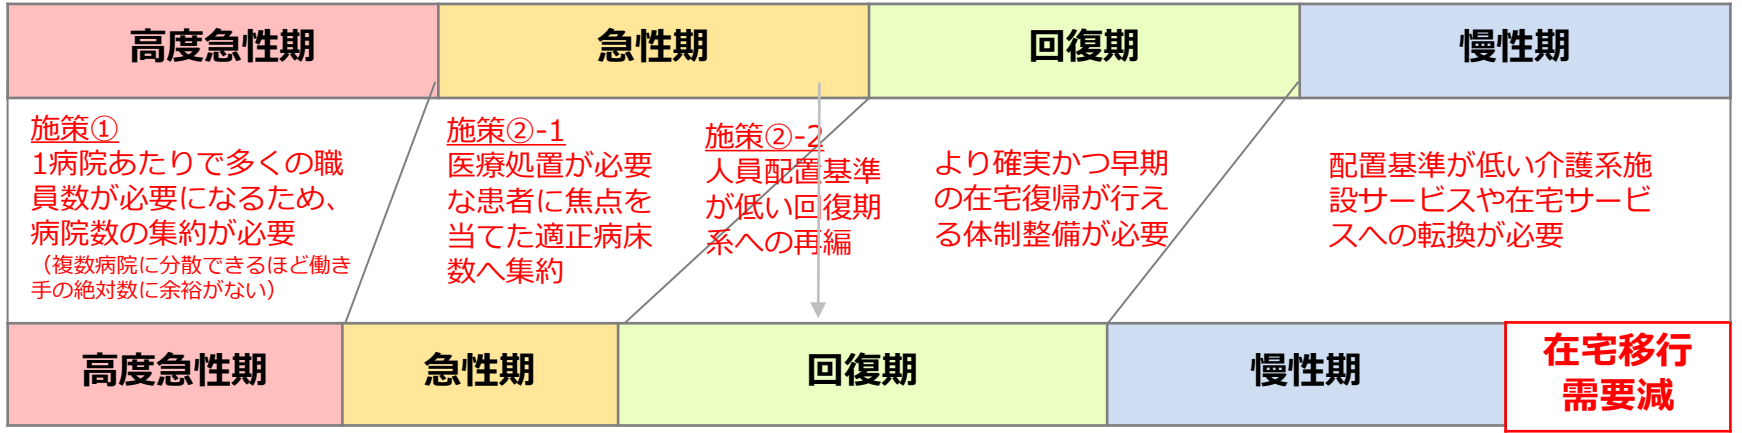 高度急性期
急性期
回復期
慢性期
施策①
1病院あたりで多くの職
員数が必要になるため、
病院数の集約が必要
（複数病院に分散できるほど働き
手の絶対数に余裕がない）
施策②-1
医療処置が必要
な患者に焦点を
当てた適正病床
数へ集約
施策②-2
人員配置基準
が低い回復期
系への再編
より確実かつ早期
の在宅復帰が行え
る体制整備が必要
配置基準が低い介護系施
設サービスや在宅サービ
スへの転換が必要
高度急性期
急性期
回復期
慢性期
在宅移行
需要減